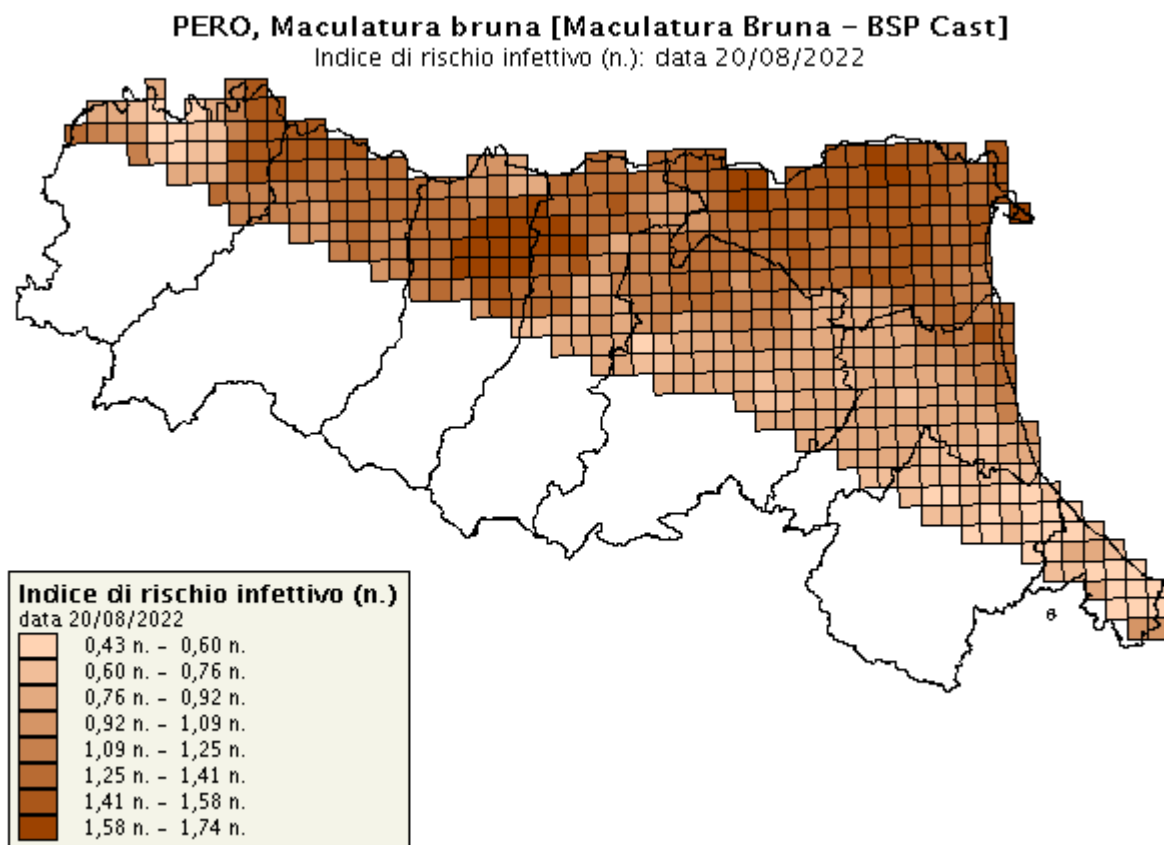 PERO, Maculatura bruna [Maculatura Bruna – BSP Cast]
Indice di rischio infettivo (n.): data 20/08/2022
Indice di rischio infettivo (n.)
data 20/08/2022
0,43 n. – 0,60 n.
0,60 n. – 0,76 n.
0,76 n. – 0,92 n.
0,92 n. – 1,09 n.
1,09 n. – 1,25 n.
1,25 n. – 1,41 n.
1,41 n. – 1,58 n.
1,58 n. – 1,74 n.